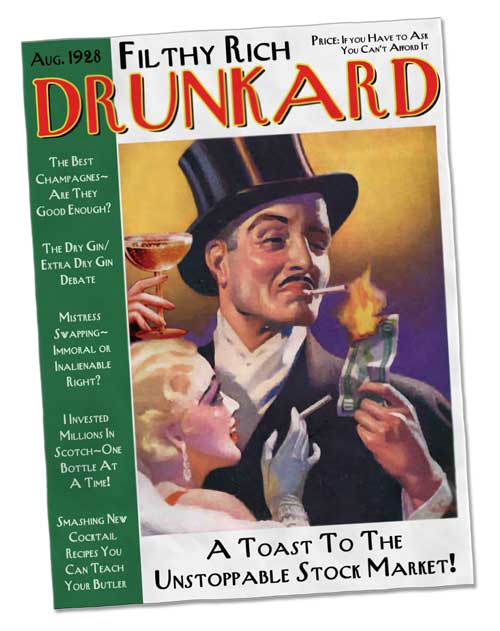 Aug. 1928
Filthy Rich
Price: If you Have to Ask
You Can't Afford It
DRUNKARD
The Best
Champagnes~
Are They
Good Enough?
The Dry Gin/
Extra Dry Gin
Debate
Mistress
Swapping~
Immoral or
Inalienable
Right?
I Invested
Millions In
Scotch~One
Bottle At
A Time!
Smashing New
Cocktail
Recipes You
Can Teach
Your Butler
A Toast To The
Unstoppable Stock Market!